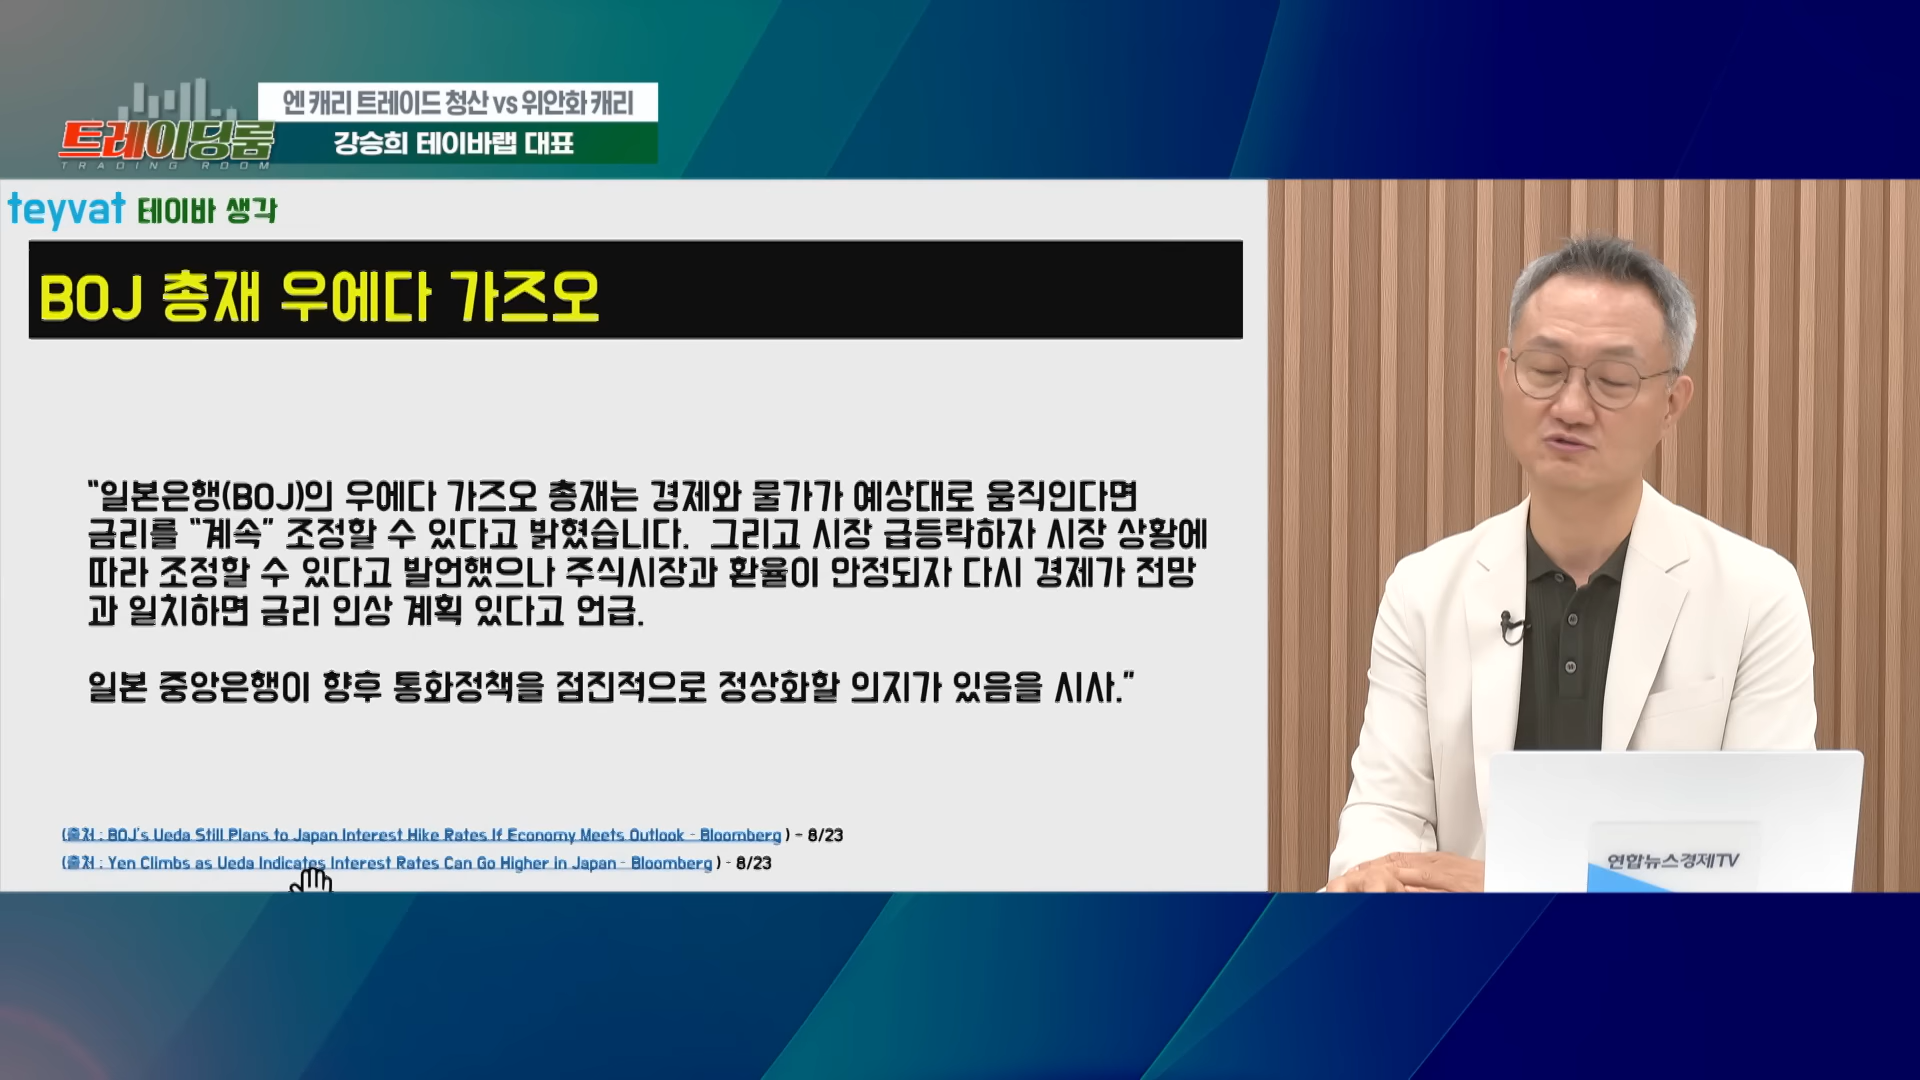 엔 캐리 트레이드 청산 vs 위안화 캐리
트레이딩룸
TRADING ROOM
강승희 테이바랩 대표
teyvat 테이바 생각
BOJ 총재 우에다 가즈오
“일본은행(BOJ)의 우에다 가즈오 총재는 경제와 물가가 예상대로 움직인다면
금리를 “계속” 조정할 수 있다고 밝혔습니다. 그리고 시장 급등락하자 시장 상황에
따라 조정할 수 있다고 발언했으나 주식시장과 환율이 안정되자 다시 경제가 전망
과 일치하면 금리 인상 계획 있다고 언급.
일본 중앙은행이 향후 통화정책을 점진적으로 정상화할 의지가 있음을 시사.”
(출처 : BOJ's Ueda Still Plans to Japan Interest Hike Rates If Economy Meets Outlook - Bloomberg ) - 8/23
(출처 : Yen Climbs as Ueda Indicates Interest Rates Can Go Higher in Japan - Bloomberg ) - 8/23
연합뉴스경제TV